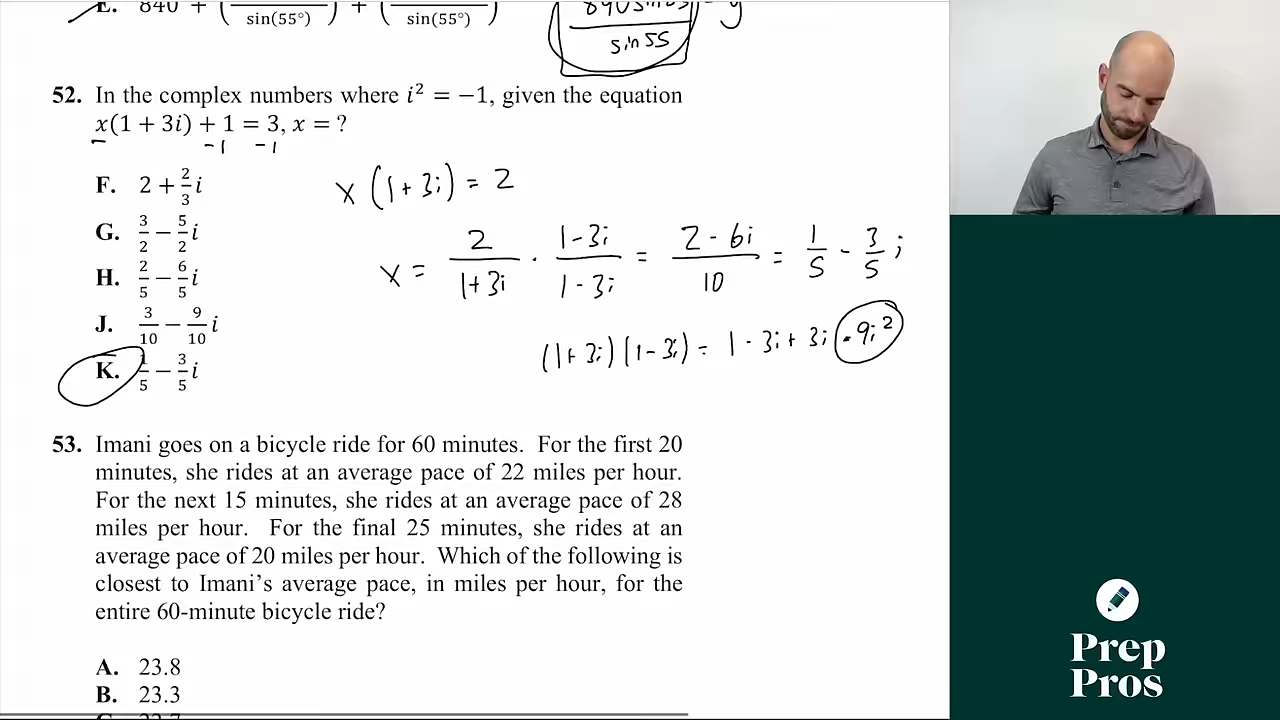 E. 840 + ( / sin(55°) ) + ( / sin(55°) )
840 sin 65 / sin 55 = y
52. In the complex numbers where i² = −1, given the equation
x(1 + 3i) + 1 = 3, x = ?
-1 -1
F. 2 + 2/3 i
G. 3/2 − 5/2 i
H. 2/5 − 6/5 i
J. 3/10 − 9/10 i
K. 1/5 − 3/5 i
x (1 + 3i) = 2
x = 2/(1+3i) · (1-3i)/(1-3i) = (2-6i)/10 = 1/5 - 3/5 i
(1+3i)(1-3i) = 1 - 3i + 3i - 9i²
53. Imani goes on a bicycle ride for 60 minutes. For the first 20
minutes, she rides at an average pace of 22 miles per hour.
For the next 15 minutes, she rides at an average pace of 28
miles per hour. For the final 25 minutes, she rides at an
average pace of 20 miles per hour. Which of the following is
closest to Imani’s average pace, in miles per hour, for the
entire 60-minute bicycle ride?
A. 23.8
B. 23.3
Prep
Pros